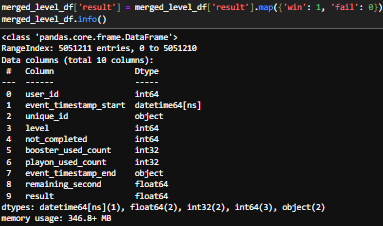 merged_level_df['result'] = merged_level_df['result'].map({'win': 1, 'fail': 0})
merged_level_df.info()
<class 'pandas.core.frame.DataFrame'>
RangeIndex: 5051211 entries, 0 to 5051210
Data columns (total 10 columns):
 #   Column                 Dtype
---  ------                 -----
 0   user_id                int64
 1   event_timestamp_start  datetime64[ns]
 2   unique_id              object
 3   level                  int64
 4   not_completed          int64
 5   booster_used_count     int32
 6   playon_used_count      int32
 7   event_timestamp_end    object
 8   remaining_second       float64
 9   result                 float64
dtypes: datetime64[ns](1), float64(2), int32(2), int64(3), object(2)
memory usage: 346.8+ MB